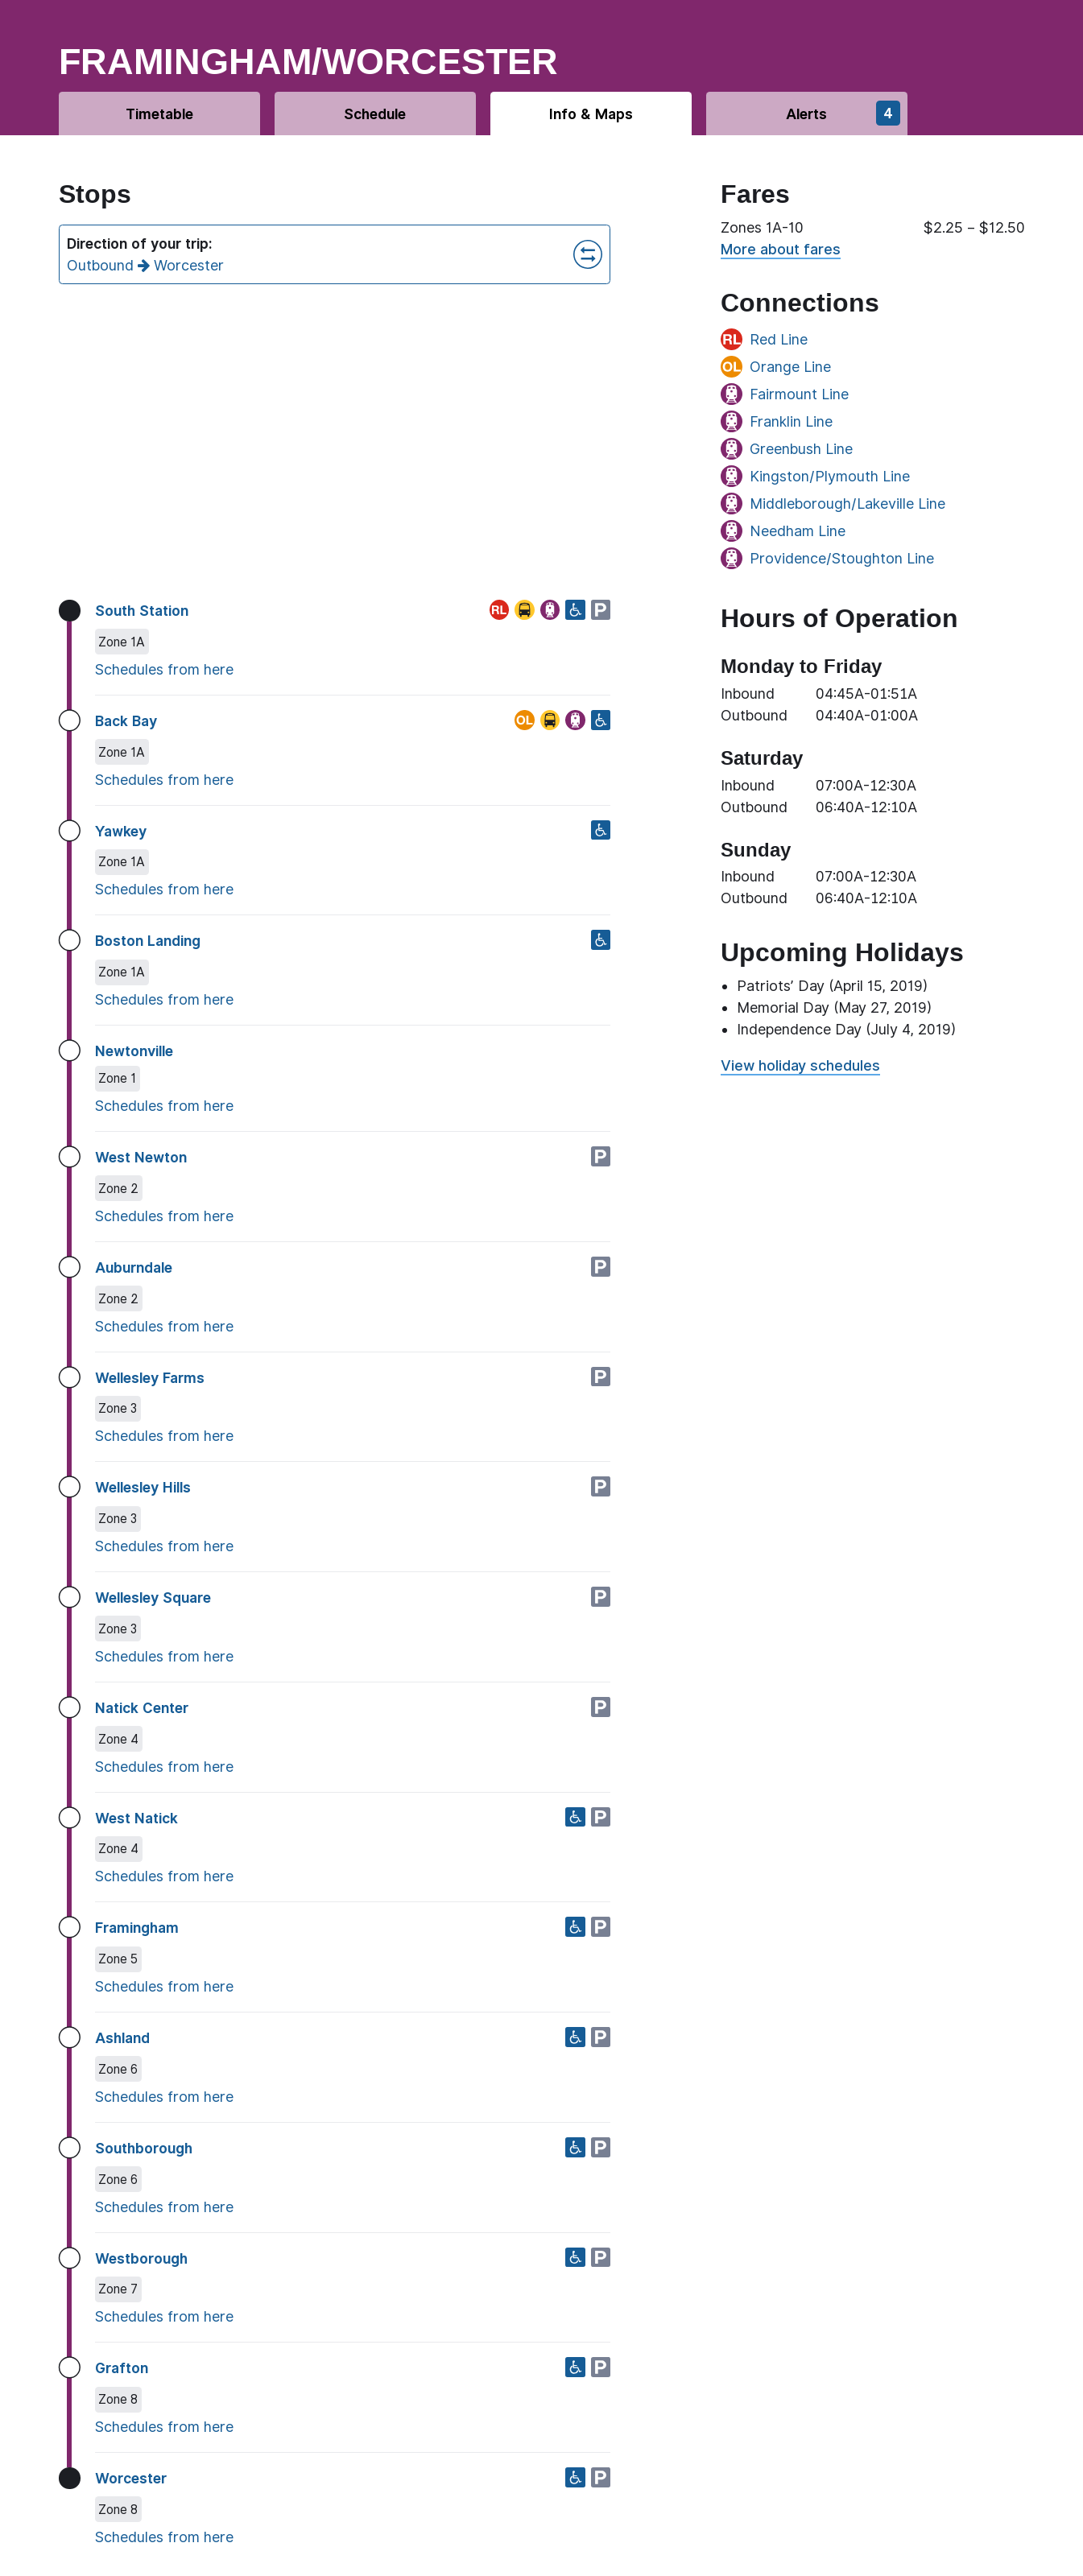 FRAMINGHAM/WORCESTER
Timetable
Schedule
Info & Maps
Alerts
4
Stops
Direction of your trip:
Outbound → Worcester
South Station
RL
P
Zone 1A
Schedules from here
Back Bay
OL
Zone 1A
Schedules from here
Yawkey
Zone 1A
Schedules from here
Boston Landing
Zone 1A
Schedules from here
Newtonville
Zone 1
Schedules from here
West Newton
P
Zone 2
Schedules from here
Auburndale
P
Zone 2
Schedules from here
Wellesley Farms
P
Zone 3
Schedules from here
Wellesley Hills
P
Zone 3
Schedules from here
Wellesley Square
P
Zone 3
Schedules from here
Natick Center
P
Zone 4
Schedules from here
West Natick
P
Zone 4
Schedules from here
Framingham
P
Zone 5
Schedules from here
Ashland
P
Zone 6
Schedules from here
Southborough
P
Zone 6
Schedules from here
Westborough
P
Zone 7
Schedules from here
Grafton
P
Zone 8
Schedules from here
Worcester
P
Zone 8
Schedules from here
Fares
Zones 1A-10 $2.25 – $12.50
More about fares
Connections
RL Red Line
OL Orange Line
Fairmount Line
Franklin Line
Greenbush Line
Kingston/Plymouth Line
Middleborough/Lakeville Line
Needham Line
Providence/Stoughton Line
Hours of Operation
Monday to Friday
Inbound 04:45A-01:51A
Outbound 04:40A-01:00A
Saturday
Inbound 07:00A-12:30A
Outbound 06:40A-12:10A
Sunday
Inbound 07:00A-12:30A
Outbound 06:40A-12:10A
Upcoming Holidays
• Patriots’ Day (April 15, 2019)
• Memorial Day (May 27, 2019)
• Independence Day (July 4, 2019)
View holiday schedules